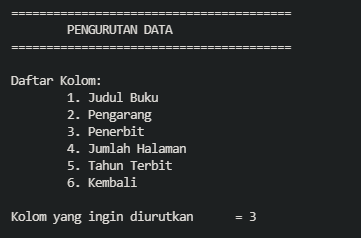 ========================================
PENGURUTAN DATA
========================================
Daftar Kolom:
1. Judul Buku
2. Pengarang
3. Penerbit
4. Jumlah Halaman
5. Tahun Terbit
6. Kembali
Kolom yang ingin diurutkan = 3